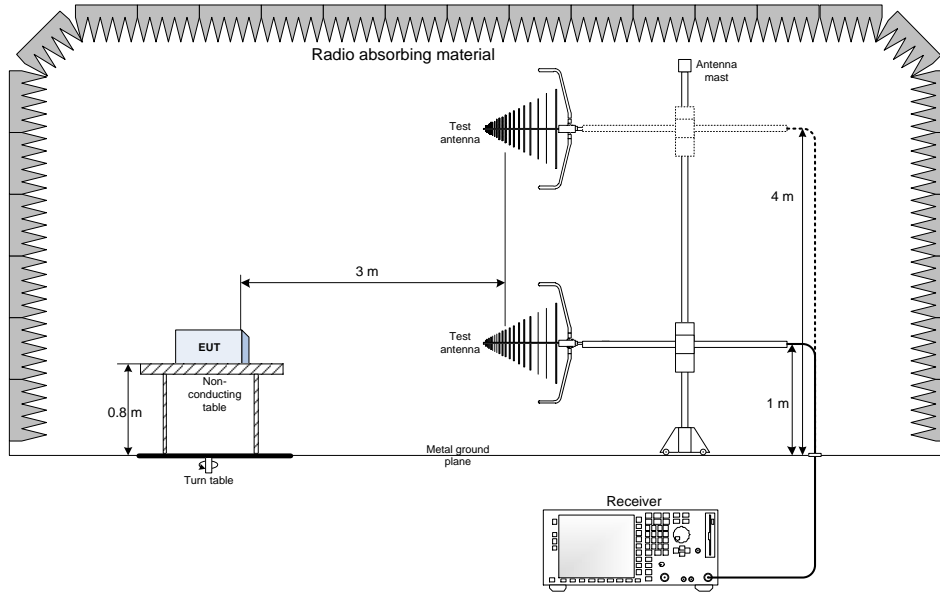 Radio absorbing material
Antenna
mast
Test
antenna
4 m
3 m
Test
antenna
EUT
Non-
conducting
table
0.8 m
1 m
Metal ground
plane
Turn table
Receiver